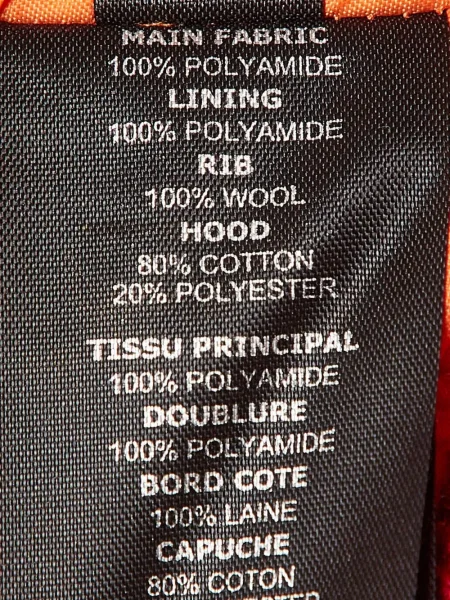 MAIN FABRIC
100% POLYAMIDE
LINING
100% POLYAMIDE
RIB
100% WOOL
HOOD
80% COTTON
20% POLYESTER
TISSU PRINCIPAL
100% POLYAMIDE
DOUBLURE
100% POLYAMIDE
BORD COTE
100% LAINE
CAPUCHE
80% COTON